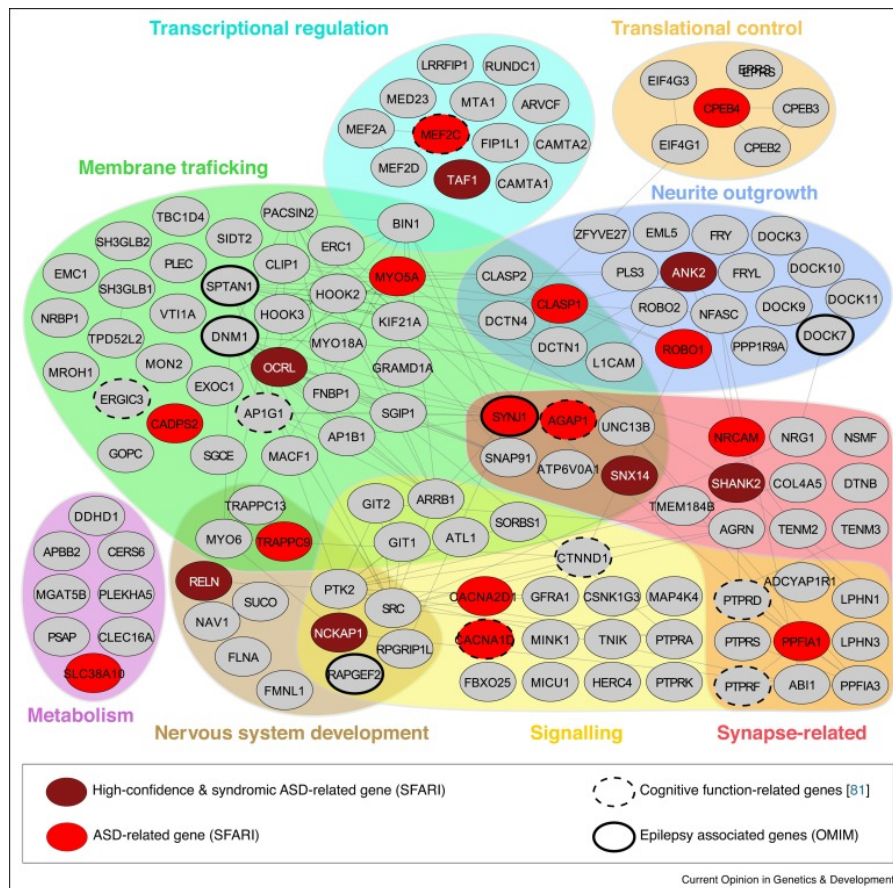 Transcriptional regulation
Translational control
LRRFIP1
RUNDC1
MED23
MTA1
ARVCF
MEF2A
MEF2C
FIP1L1
CAMTA2
MEF2D
TAF1
CAMTA1
EIF4G3
EPRS
CPEB4
CPEB3
EIF4G1
CPEB2
Membrane traficking
Neurite outgrowth
TBC1D4
PACSIN2
BIN1
SH3GLB2
SIDT2
ERC1
EMC1
PLEC
CLIP1
MYO5A
SH3GLB1
SPTAN1
HOOK2
NRBP1
VTI1A
HOOK3
KIF21A
TPD52L2
DNM1
MYO18A
MROH1
MON2
OCRL
GRAMD1A
ERGIC3
EXOC1
FNBP1
CADPS2
AP1G1
SGIP1
AP1B1
GOPC
SGCE
MACF1
ZFYVE27
EML5
FRY
DOCK3
CLASP2
PLS3
ANK2
FRYL
DOCK10
CLASP1
ROBO2
NFASC
DOCK9
DOCK11
DCTN4
DCTN1
ROBO1
PPP1R9A
DOCK7
L1CAM
SYNJ1
AGAP1
UNC13B
SNAP91
ATP6V0A1
SNX14
NRCAM
NRG1
NSMF
SHANK2
COL4A5
DTNB
TMEM184B
AGRN
TENM2
TENM3
TRAPPC13
MYO6
TRAPPC9
GIT2
ARRB1
SORBS1
GIT1
ATL1
CTNND1
DDHD1
APBB2
CERS6
MGAT5B
PLEKHA5
PSAP
CLEC16A
SLC38A10
RELN
SUCO
NAV1
FLNA
FMNL1
PTK2
SRC
NCKAP1
RPGRIP1L
RAPGEF2
CACNA2D1
GFRA1
CSNK1G3
MAP4K4
CACNA1D
MINK1
TNIK
PTPRA
FBXO25
MICU1
HERC4
PTPRK
PTPRD
ADCYAP1R1
LPHN1
PTPRS
PPFIA1
LPHN3
PTPRF
ABI1
PPFIA3
Metabolism
Nervous system development
Signalling
Synapse-related
High-confidence & syndromic ASD-related gene (SFARI)
Cognitive function-related genes [81]
ASD-related gene (SFARI)
Epilepsy associated genes (OMIM)
Current Opinion in Genetics & Development